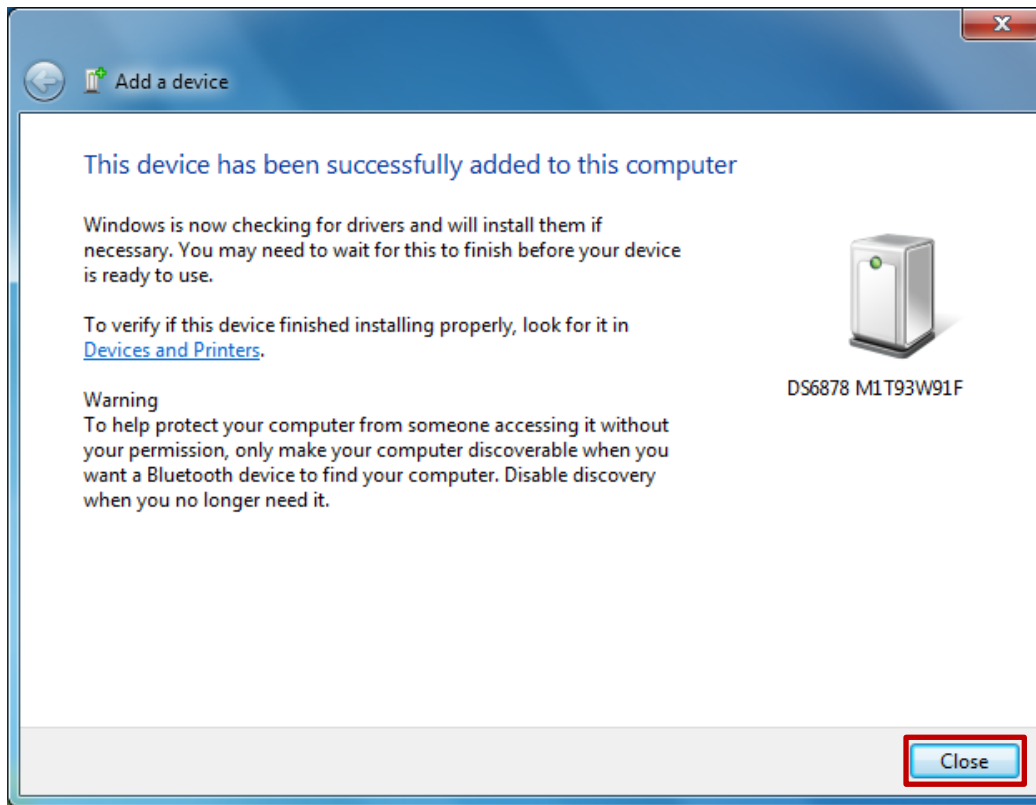 Add a device
This device has been successfully added to this computer
Windows is now checking for drivers and will install them if
necessary. You may need to wait for this to finish before your device
is ready to use.
To verify if this device finished installing properly, look for it in
Devices and Printers.
Warning
To help protect your computer from someone accessing it without
your permission, only make your computer discoverable when you
want a Bluetooth device to find your computer. Disable discovery
when you no longer need it.
DS6878 M1T93W91F
Close